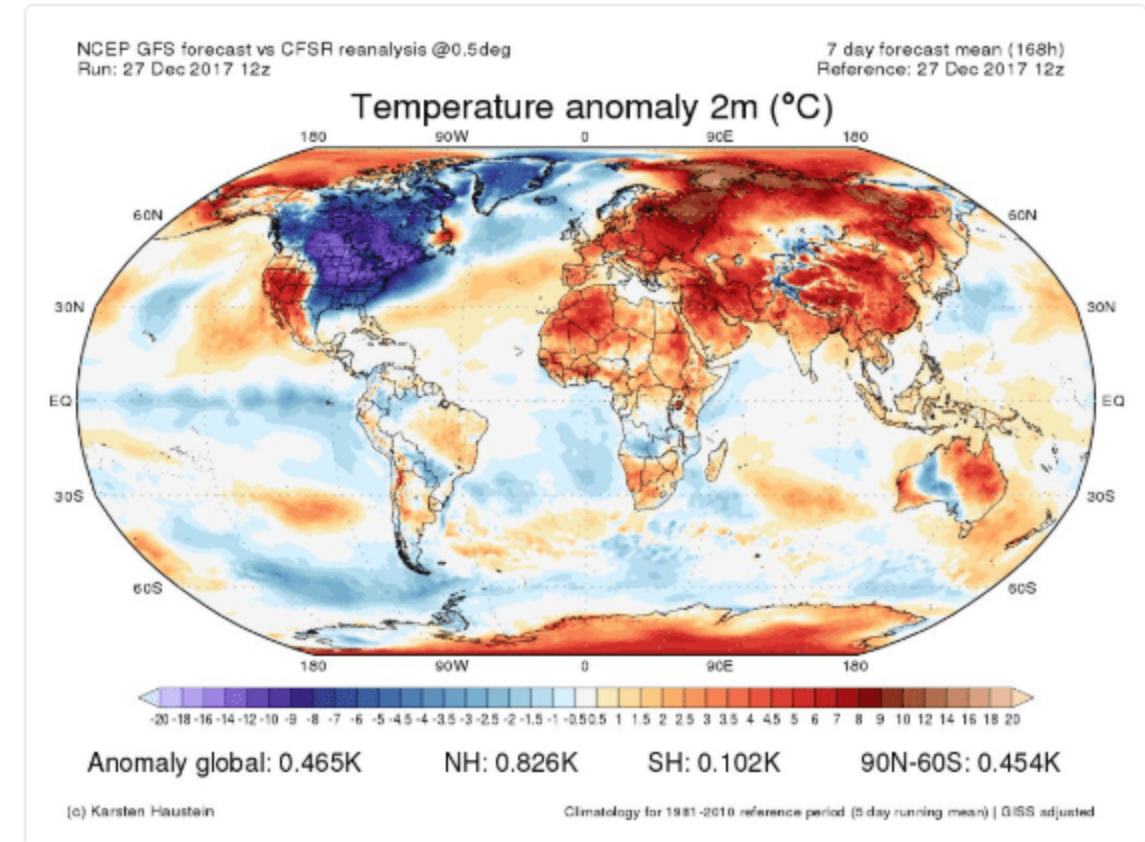 NCEP GFS forecast vs CFSR reanalysis @0.5deg
Run: 27 Dec 2017 12z
7 day forecast mean (168h)
Reference: 27 Dec 2017 12z
Temperature anomaly 2m (°C)
180 90W 0 90E 180
60N 60N
30N 30N
EQ EQ
30S 30S
60S 60S
180 90W 0 90E 180
-20 -18 -16 -14 -12 -10 -9 -8 -7 -6 -5 -4.5 -4 -3.5 -3 -2.5 -2 -1.5 -1 -0.5 0.5 1 1.5 2 2.5 3 3.5 4 4.5 5 6 7 8 9 10 12 14 16 18 20
Anomaly global: 0.465K NH: 0.826K SH: 0.102K 90N-60S: 0.454K
(c) Karsten Haustein
Climatology for 1981-2010 reference period (5 day running mean) | GISS adjusted